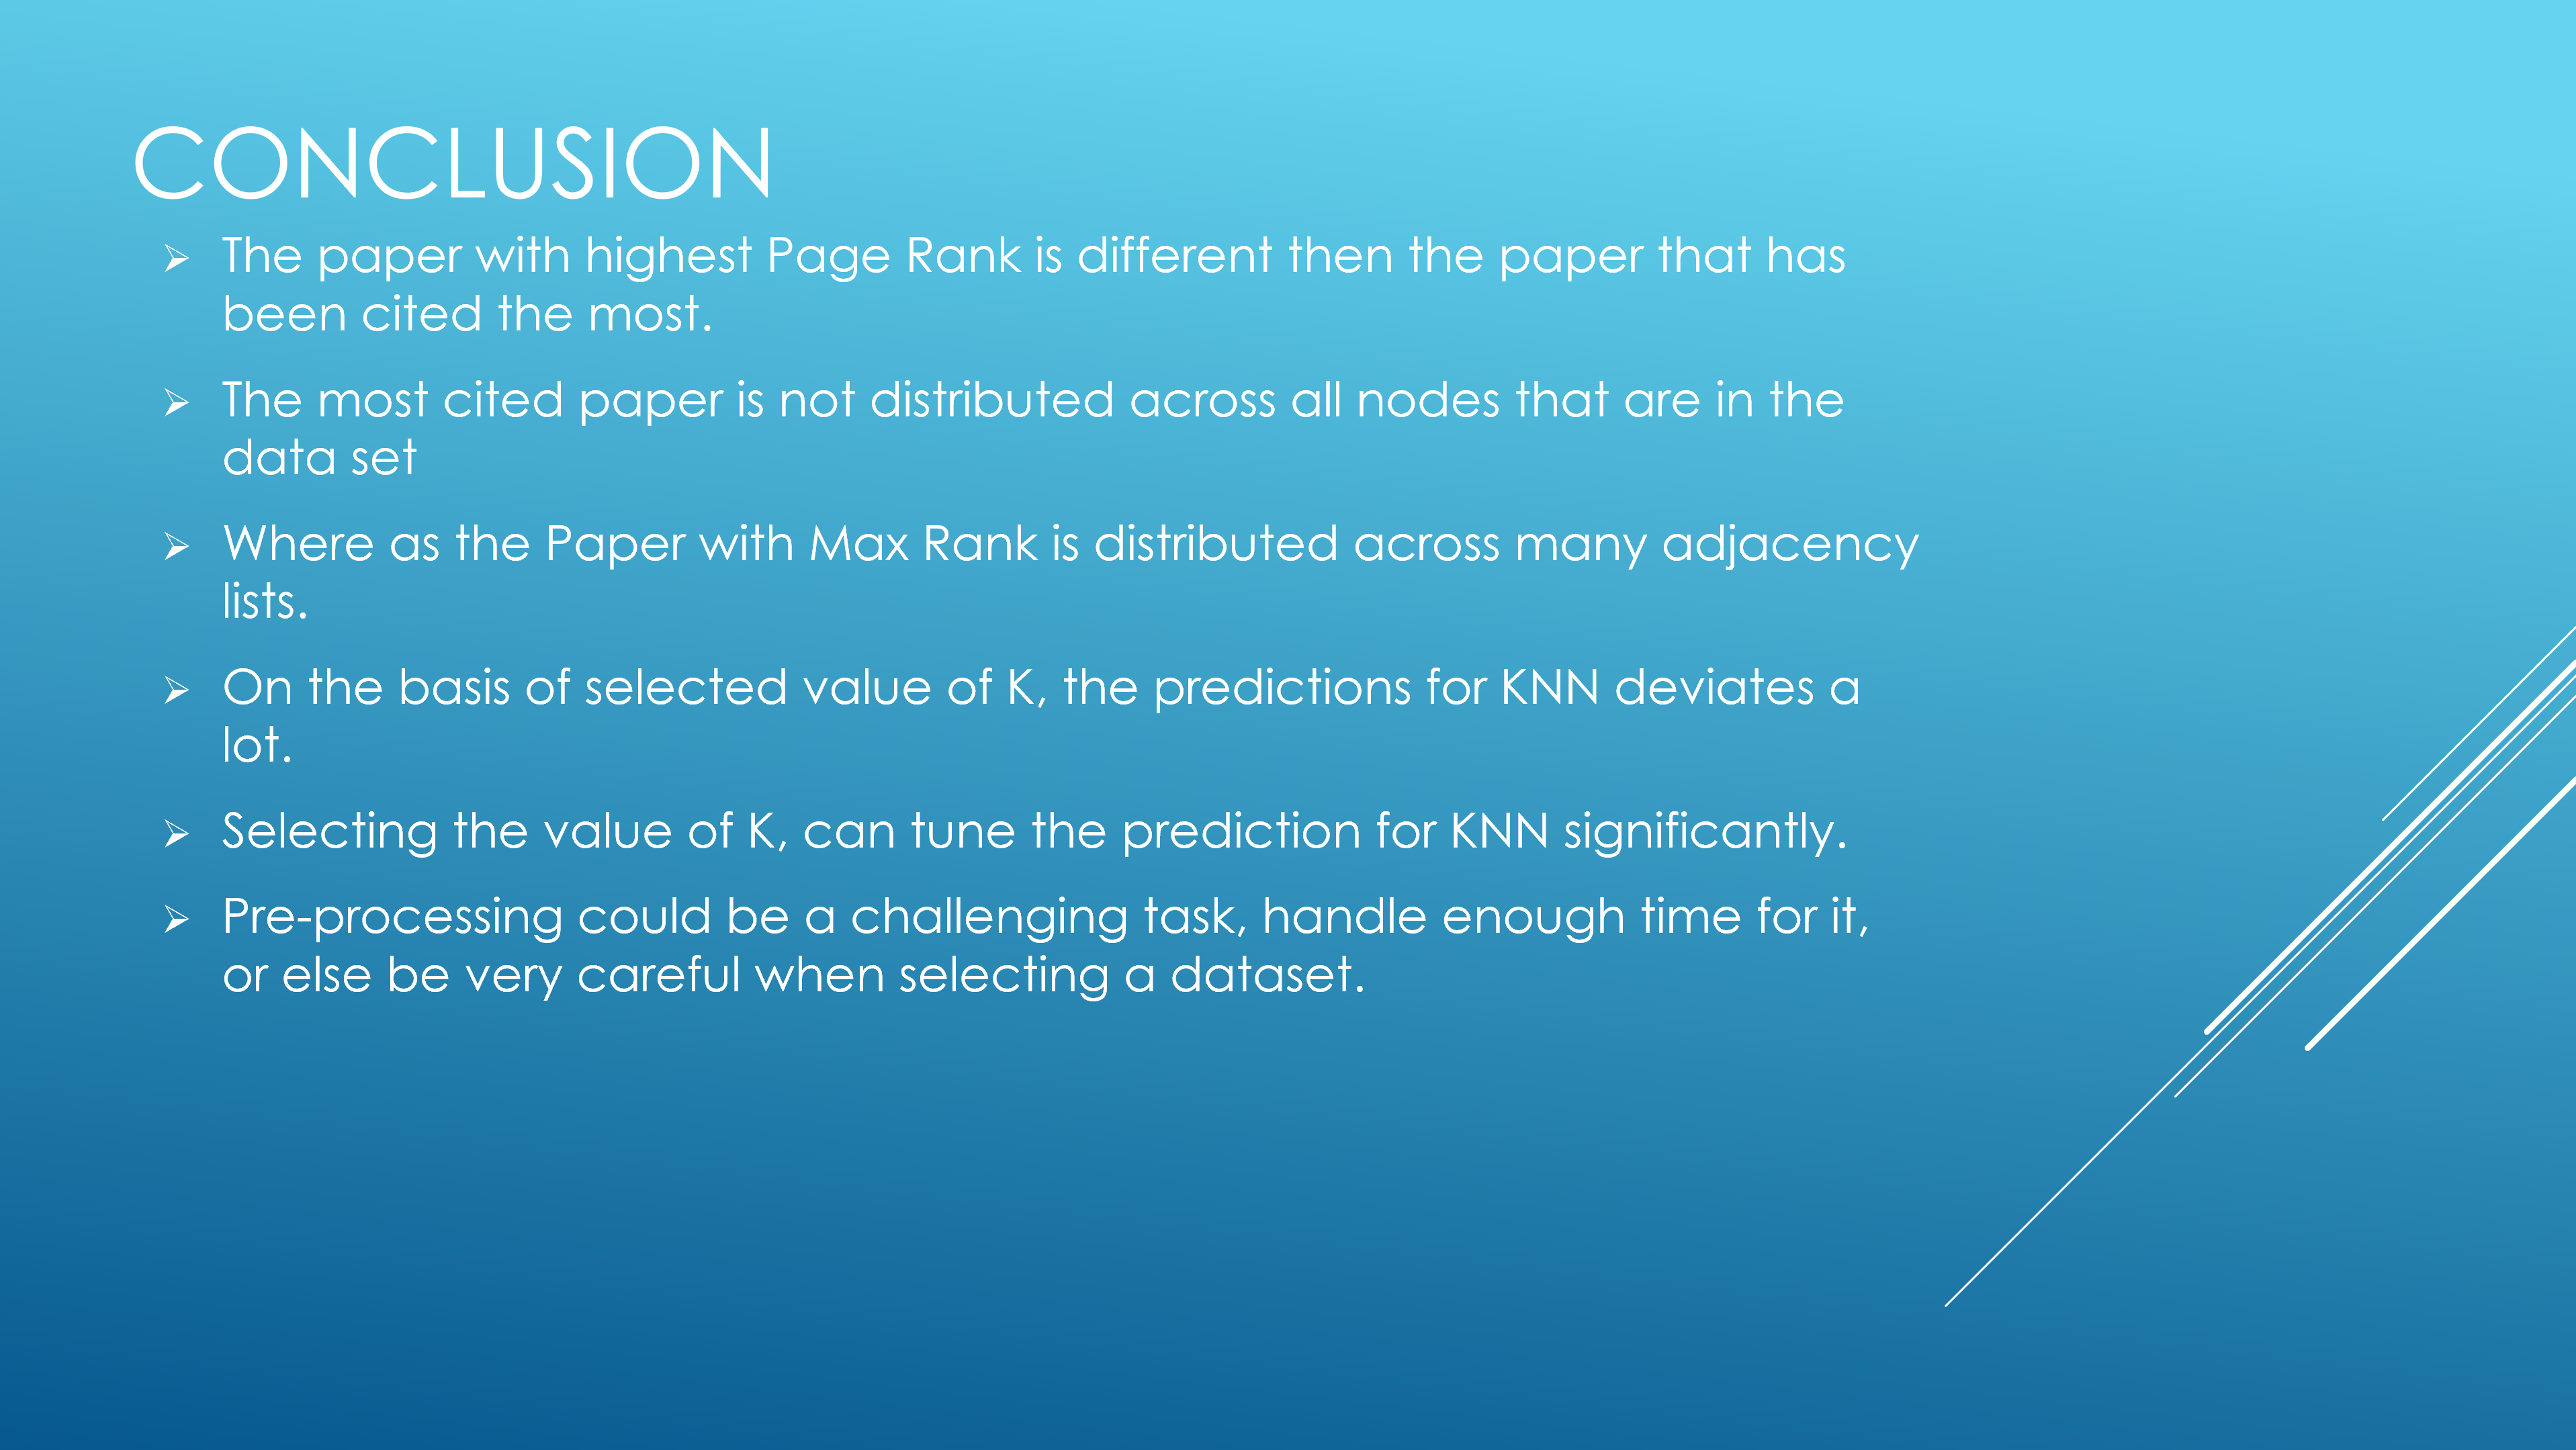 CONCLUSION
➢ The paper with highest Page Rank is different then the paper that has
been cited the most.
➢ The most cited paper is not distributed across all nodes that are in the
data set
➢ Where as the Paper with Max Rank is distributed across many adjacency
lists.
➢ On the basis of selected value of K, the predictions for KNN deviates a
lot.
➢ Selecting the value of K, can tune the prediction for KNN significantly.
➢ Pre-processing could be a challenging task, handle enough time for it,
or else be very careful when selecting a dataset.